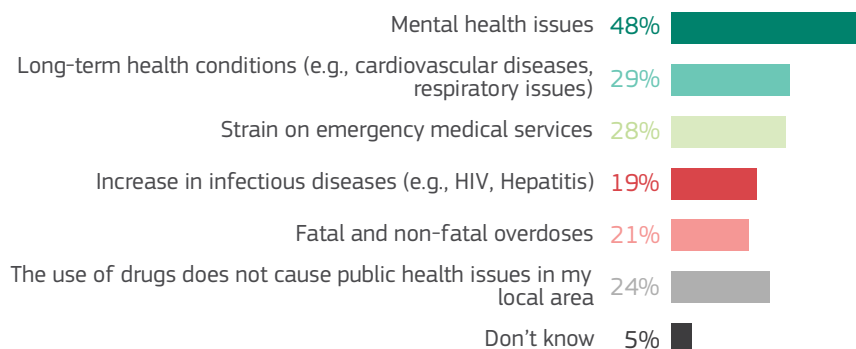 Mental health issues 48%
Long-term health conditions (e.g., cardiovascular diseases,
respiratory issues) 29%
Strain on emergency medical services 28%
Increase in infectious diseases (e.g., HIV, Hepatitis) 19%
Fatal and non-fatal overdoses 21%
The use of drugs does not cause public health issues in my
local area 24%
Don't know 5%